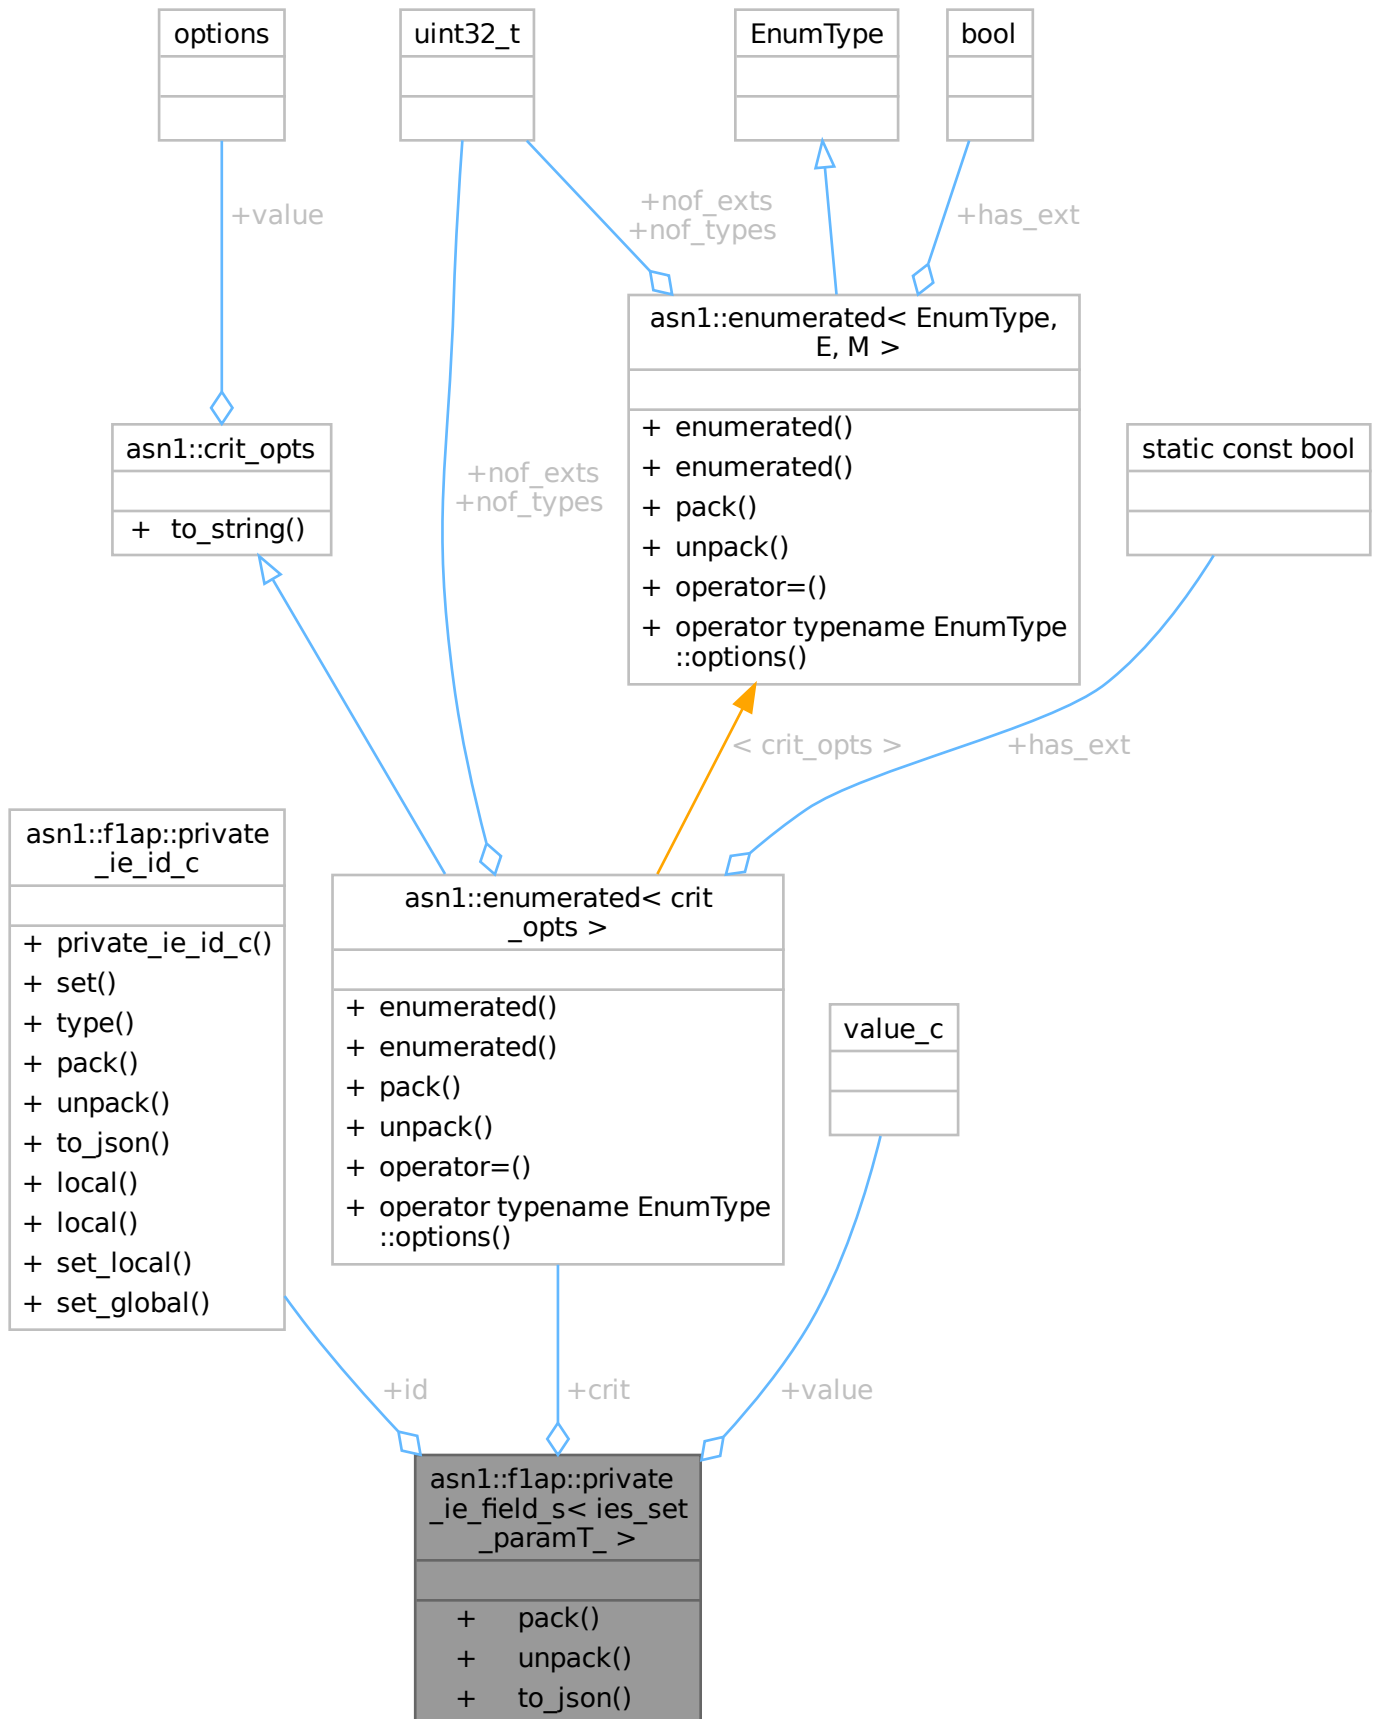 options
uint32_t
EnumType
bool
+value
+nof_exts
+nof_types
+has_ext
asn1::enumerated< EnumType,
E, M >
+ enumerated()
+ enumerated()
+ pack()
+ unpack()
+ operator=()
+ operator typename EnumType
::options()
asn1::crit_opts
+ to_string()
+nof_exts
+nof_types
static const bool
< crit_opts >
+has_ext
asn1::f1ap::private
_ie_id_c
+ private_ie_id_c()
+ set()
+ type()
+ pack()
+ unpack()
+ to_json()
+ local()
+ local()
+ set_local()
+ set_global()
asn1::enumerated< crit
_opts >
+ enumerated()
+ enumerated()
+ pack()
+ unpack()
+ operator=()
+ operator typename EnumType
::options()
value_c
+id
+crit
+value
asn1::f1ap::private
_ie_field_s< ies_set
_paramT_ >
+ pack()
+ unpack()
+ to_json()